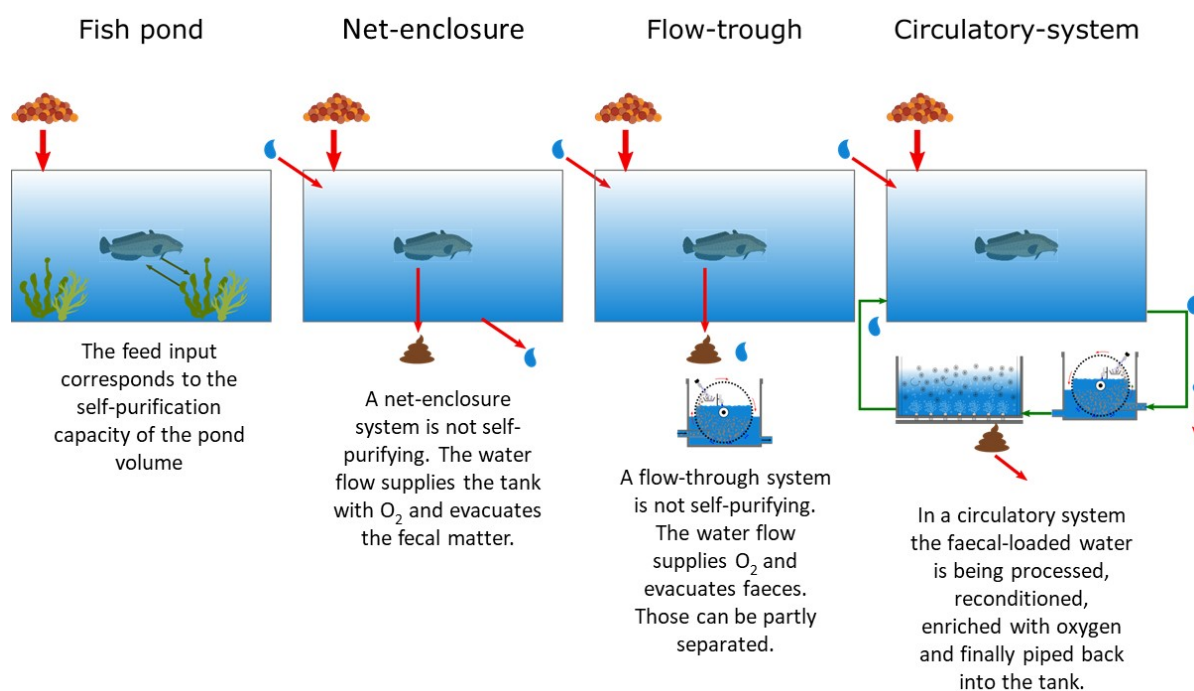 Fish pond
Net-enclosure
Flow-trough
Circulatory-system
The feed input
corresponds to the
self-purification
capacity of the pond
volume
A net-enclosure
system is not self-
purifying. The water
flow supplies the tank
with O₂ and evacuates
the fecal matter.
A flow-through system
is not self-purifying.
The water flow
supplies O₂ and
evacuates faeces.
Those can be partly
separated.
In a circulatory system
the faecal-loaded water
is being processed,
reconditioned,
enriched with oxygen
and finally piped back
into the tank.